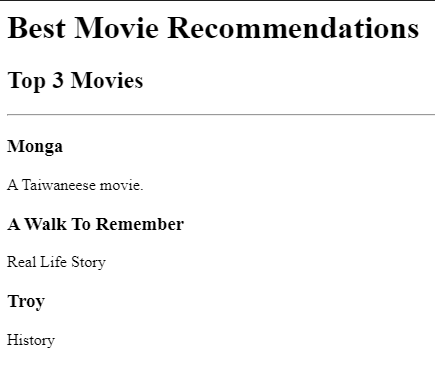 Best Movie Recommendations
Top 3 Movies
Monga
A Taiwaneese movie.
A Walk To Remember
Real Life Story
Troy
History